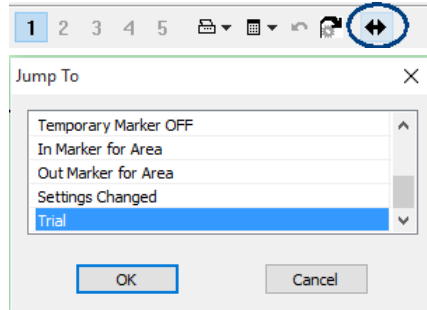 1 2 3 4 5
Jump To
Temporary Marker OFF
In Marker for Area
Out Marker for Area
Settings Changed
Trial
OK Cancel